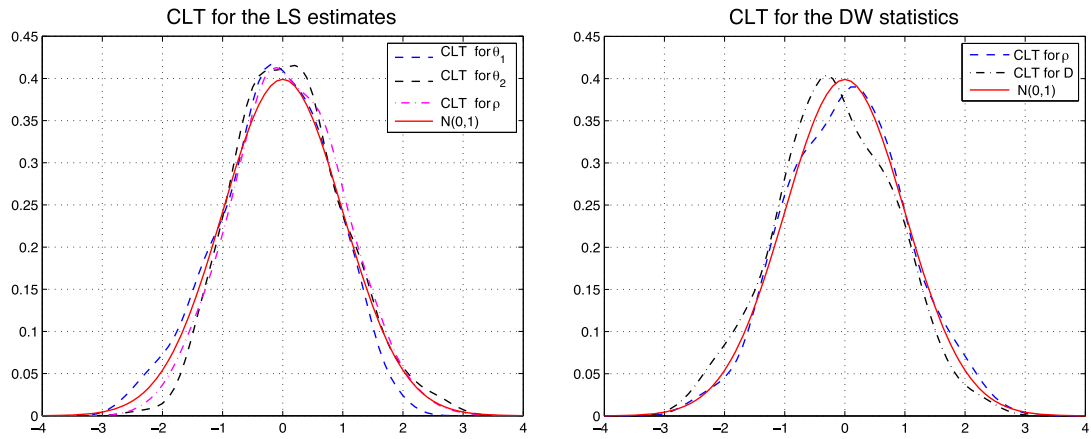 CLT for the LS estimates
0.45
0.4
0.35
0.3
0.25
0.2
0.15
0.1
0.05
0
−4 −3 −2 −1 0 1 2 3 4
CLT for θ1
CLT for θ2
CLT for ρ
N(0,1)
CLT for the DW statistics
0.45
0.4
0.35
0.3
0.25
0.2
0.15
0.1
0.05
0
−4 −3 −2 −1 0 1 2 3 4
CLT for ρ
CLT for D
N(0,1)